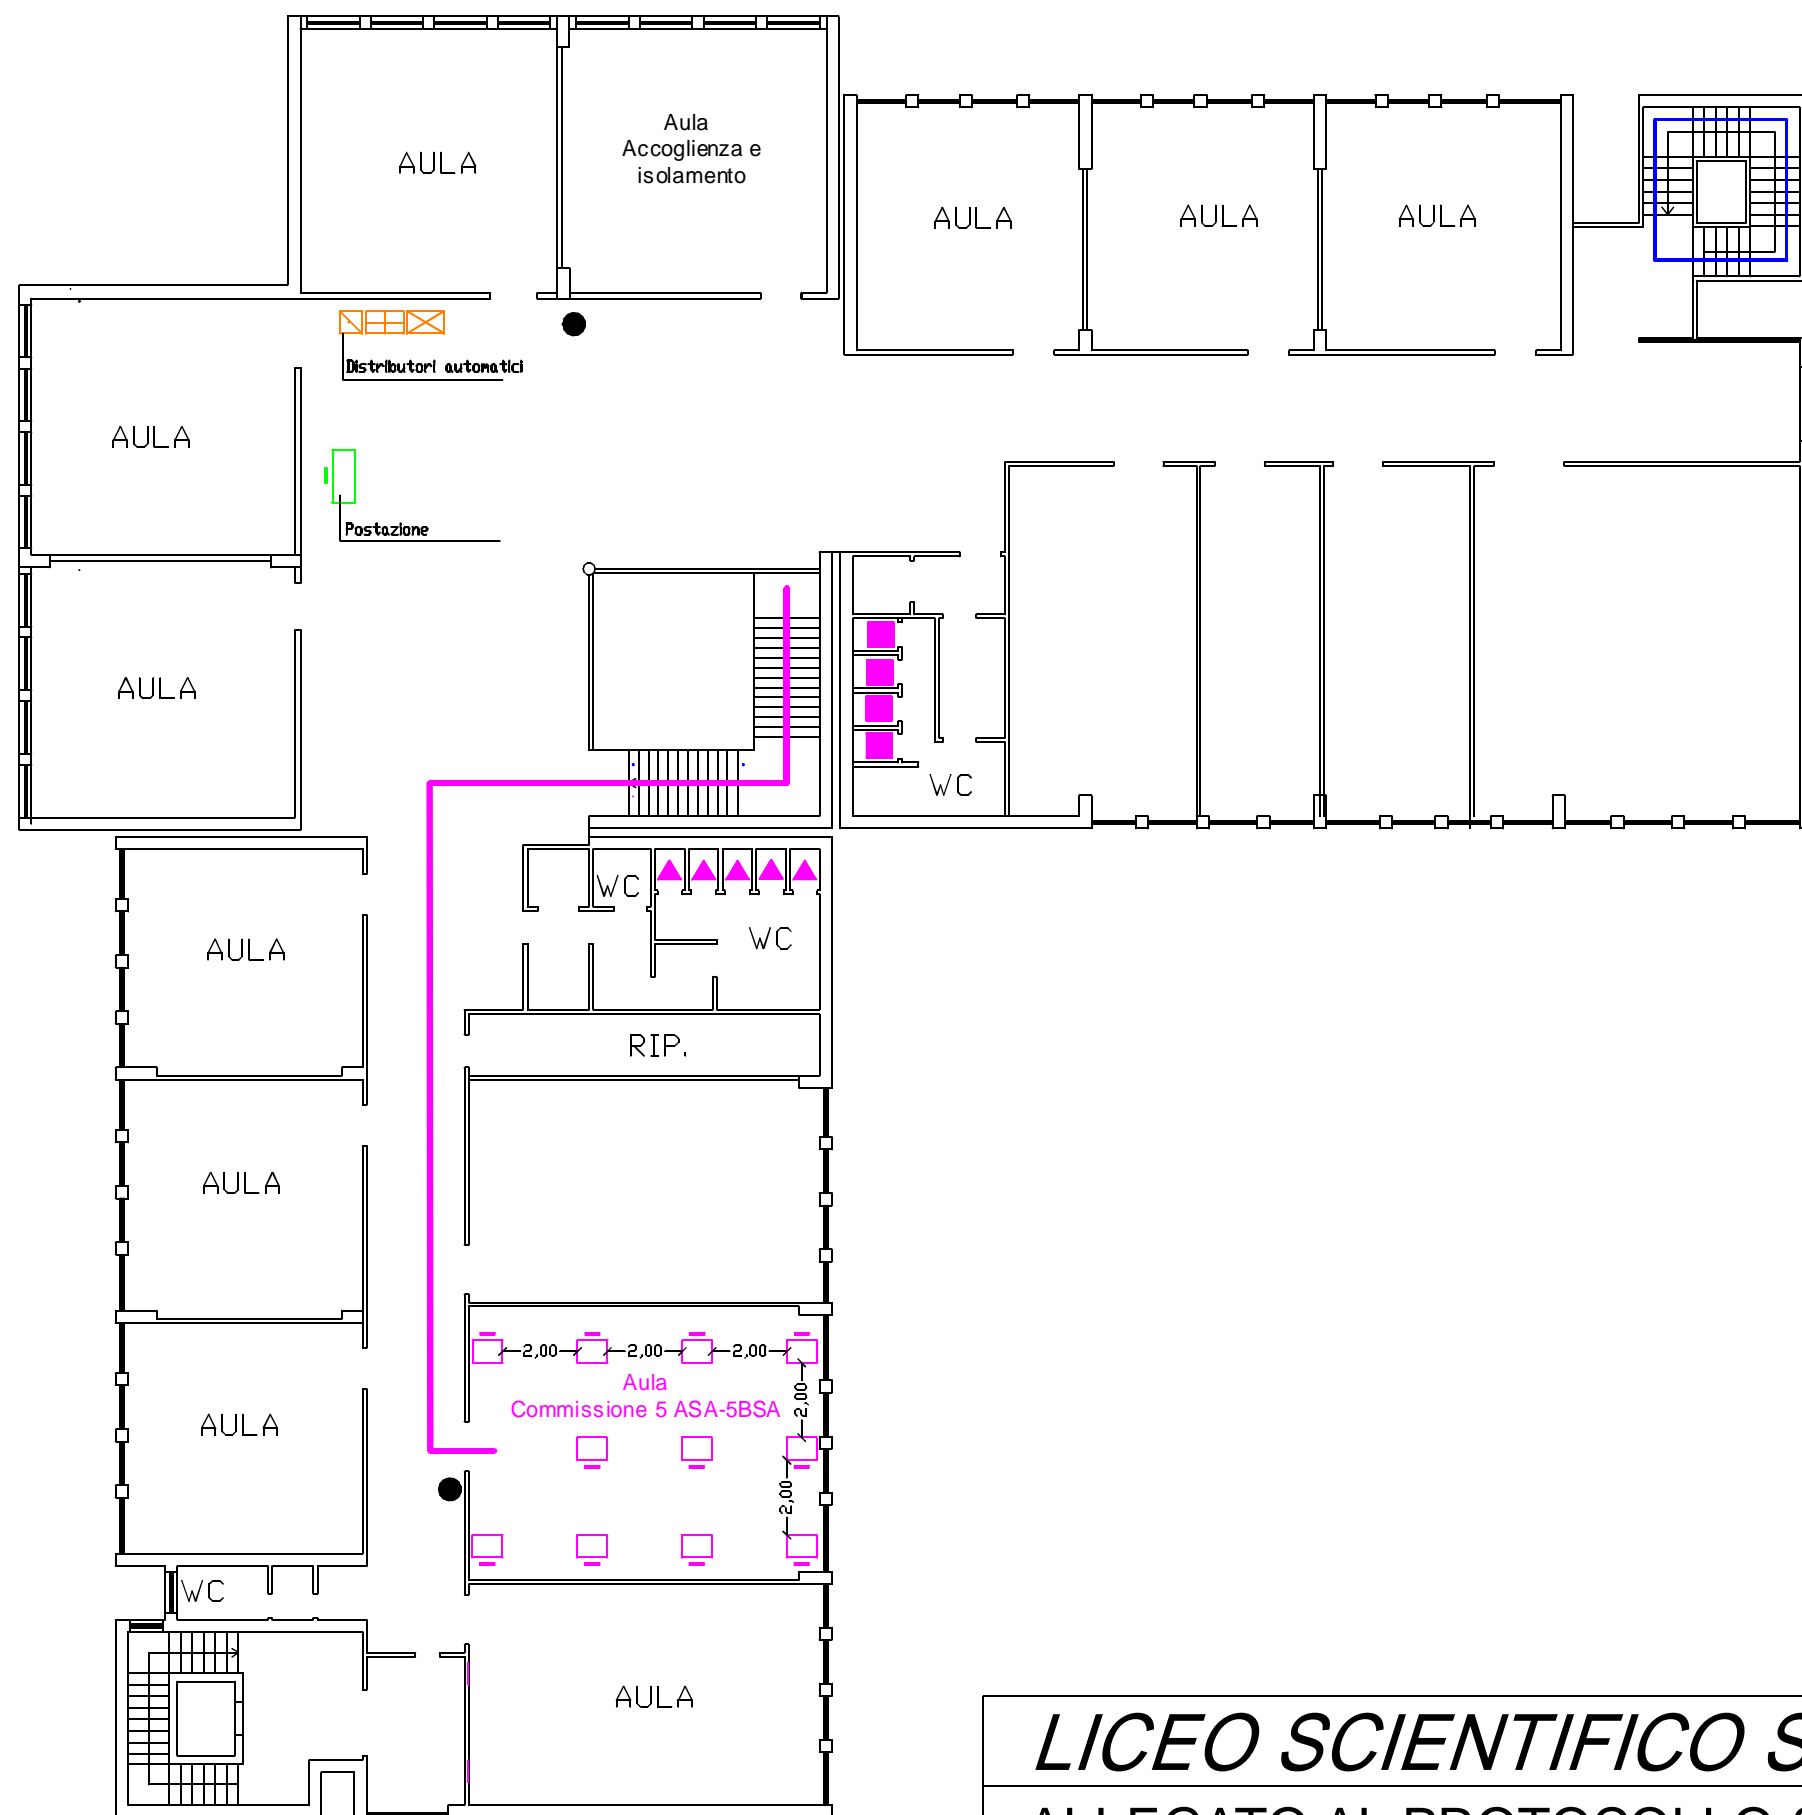 AULA
Aula
Accoglienza e
isolamento
AULA
AULA
AULA
Distributori automatici
AULA
Postazione
AULA
WC
WC
AULA
WC
RIP.
AULA
2,00
2,00
2,00
Aula
Commissione 5 ASA-5BSA
2,00
AULA
2,00
WC
AULA
LICEO SCIENTIFICO S